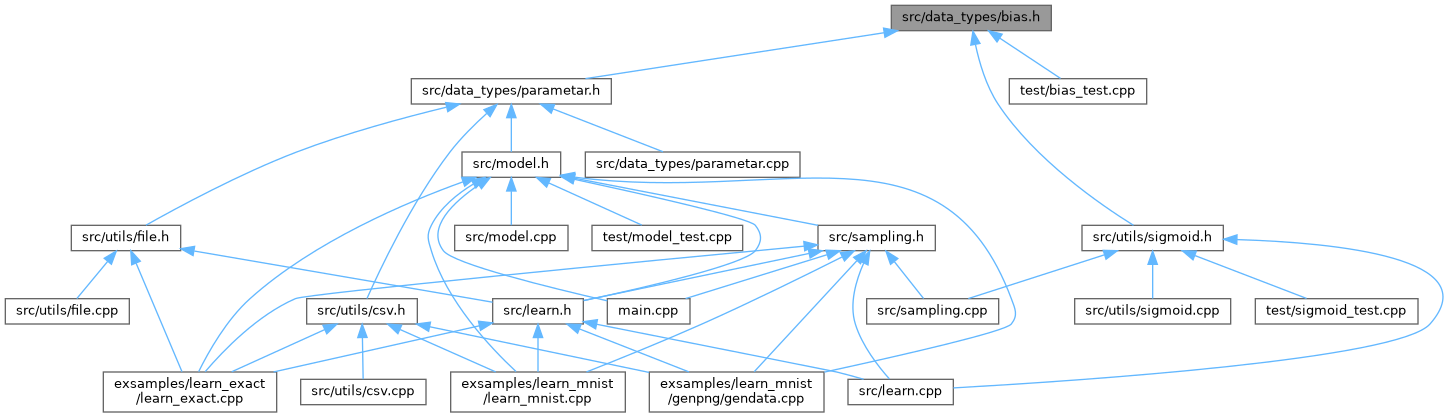 src/data_types/bias.h
src/data_types/parametar.h
test/bias_test.cpp
src/model.h
src/data_types/parametar.cpp
src/utils/file.h
src/model.cpp
test/model_test.cpp
src/sampling.h
src/utils/sigmoid.h
src/utils/file.cpp
src/utils/csv.h
src/learn.h
main.cpp
src/sampling.cpp
src/utils/sigmoid.cpp
test/sigmoid_test.cpp
exsamples/learn_exact
/learn_exact.cpp
src/utils/csv.cpp
exsamples/learn_mnist
/learn_mnist.cpp
exsamples/learn_mnist
/genpng/gendata.cpp
src/learn.cpp